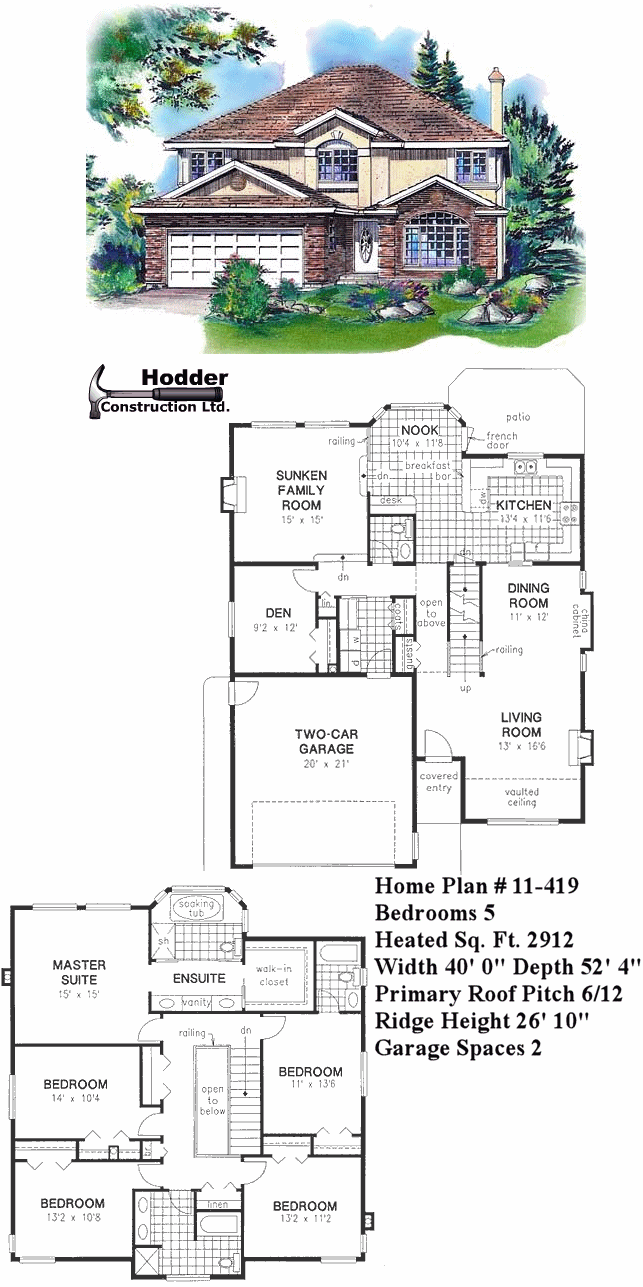 Hodder
Construction Ltd.
patio
NOOK
10'4 x 11'8
railing
french
door
breakfast
bar
dn
desk
dw
KITCHEN
13'4 x 11'6
SUNKEN
FAMILY
ROOM
15' x 15'
dn
dn
DINING
ROOM
11' x 12'
china
cabinet
DEN
9'2 x 12'
lin.
coats
open
to
above
guests
w
d
railing
up
TWO-CAR
GARAGE
20' x 21'
LIVING
ROOM
13' x 16'6
covered
entry
vaulted
ceiling
Home Plan # 11-419
Bedrooms 5
Heated Sq. Ft. 2912
Width 40' 0" Depth 52' 4"
Primary Roof Pitch 6/12
Ridge Height 26' 10"
Garage Spaces 2
soaking
tub
sh
MASTER
SUITE
15' x 15'
ENSUITE
walk-in
closet
vanity
railing
dn
BEDROOM
14' x 10'4
open
to
below
BEDROOM
11' x 13'6
br
BEDROOM
13'2 x 10'8
linen
BEDROOM
13'2 x 11'2